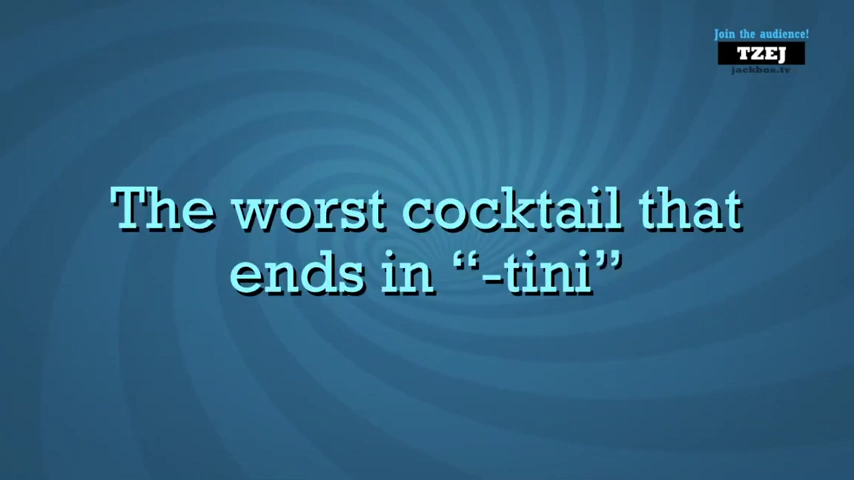 Join the audience!
TZEJ
jackbox.tv
The worst cocktail that
ends in “-tini”